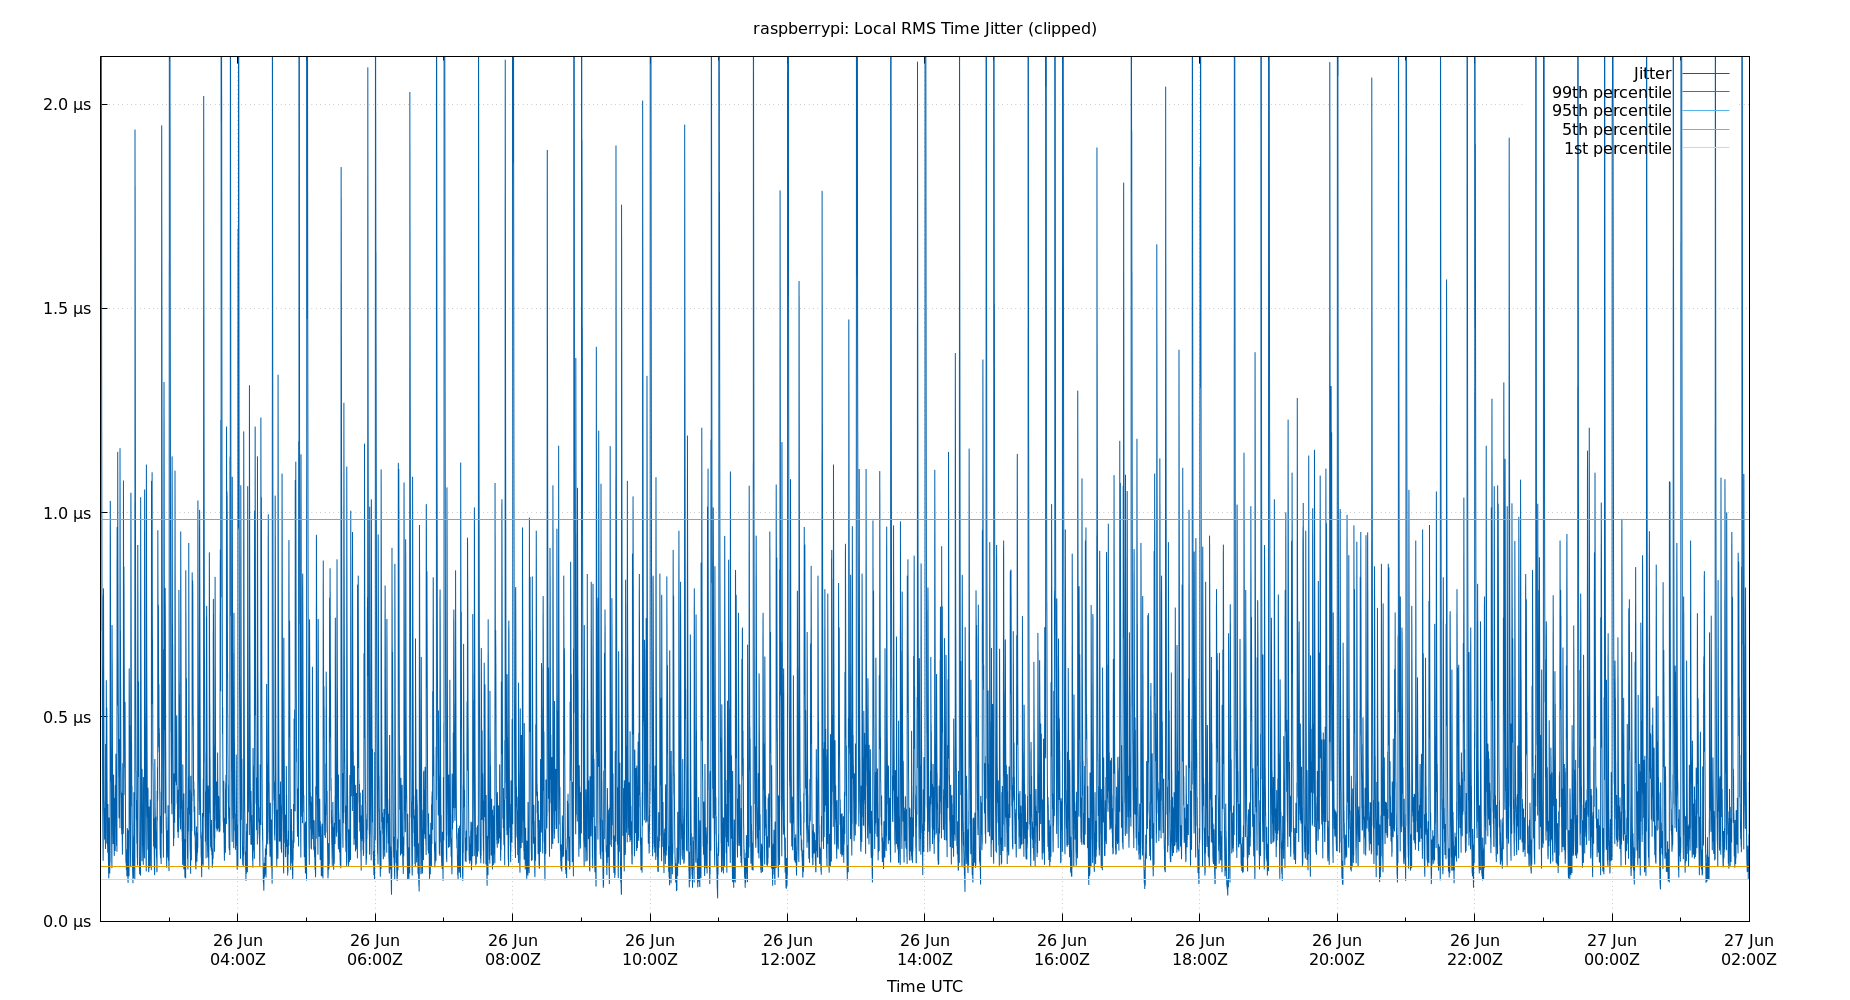 raspberrypi: Local RMS Time Jitter (clipped)
Jitter
99th percentile
95th percentile
5th percentile
1st percentile
2.0 µs
1.5 µs
1.0 µs
0.5 µs
0.0 µs
26 Jun 26 Jun 26 Jun 26 Jun 26 Jun 26 Jun 26 Jun 26 Jun 26 Jun 26 Jun 27 Jun 27 Jun
04:00Z 06:00Z 08:00Z 10:00Z 12:00Z 14:00Z 16:00Z 18:00Z 20:00Z 22:00Z 00:00Z 02:00Z
Time UTC